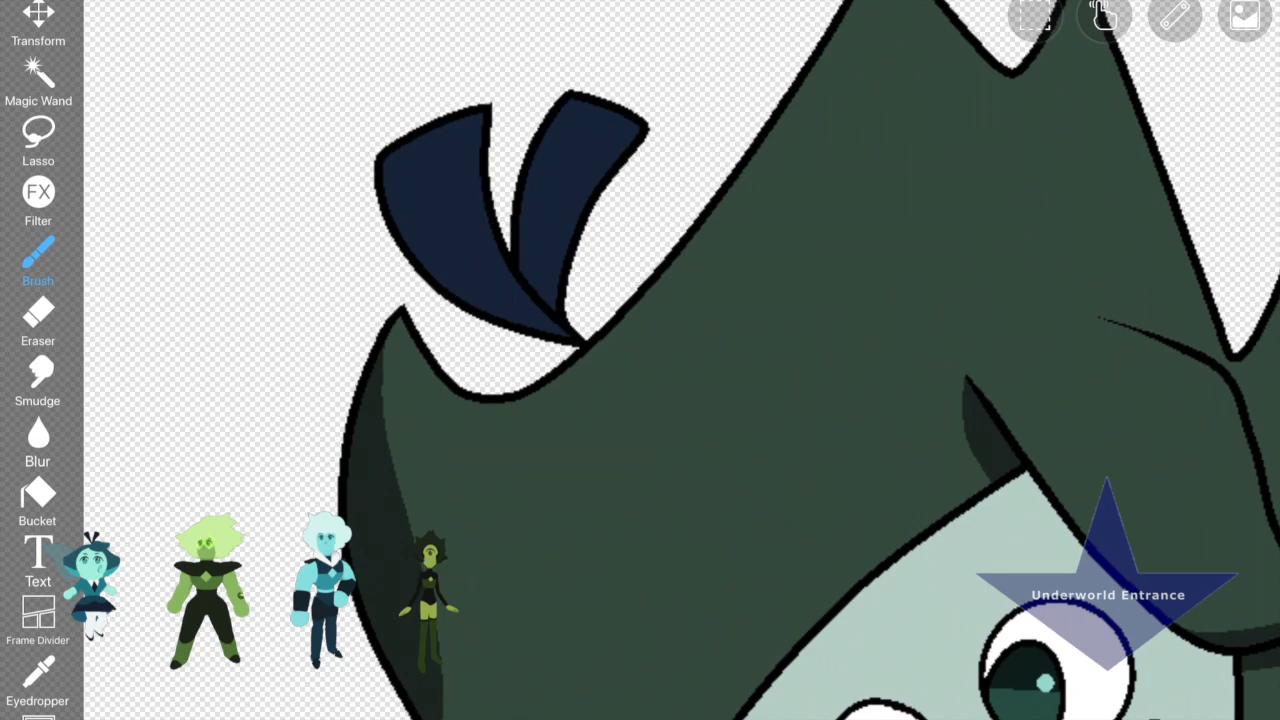 Transform
Magic Wand
Lasso
FX
Filter
Brush
Eraser
Smudge
Blur
Bucket
T
Text
Frame Divider
Eyedropper
Underworld Entrance